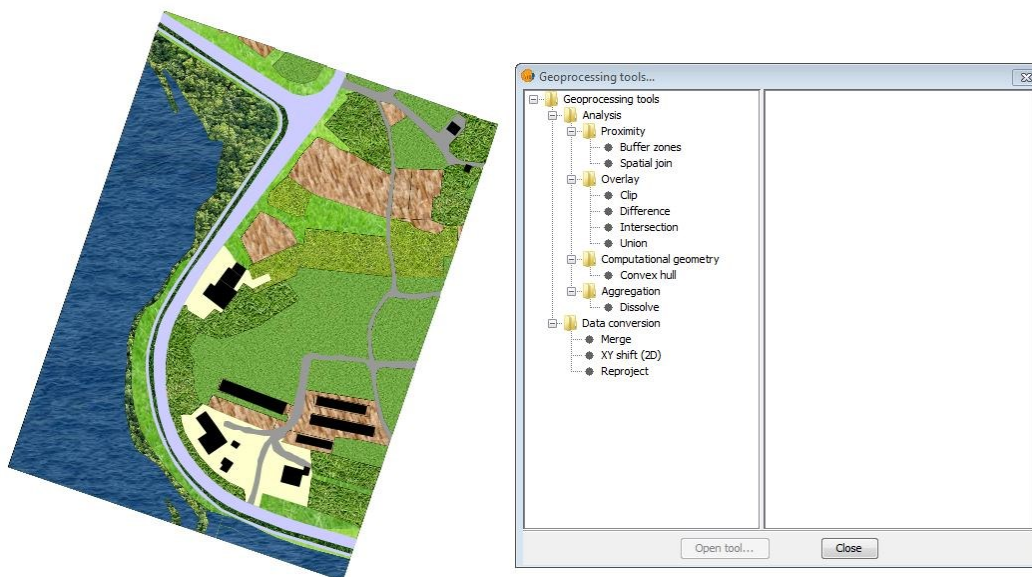 Geoprocessing tools...
Geoprocessing tools
Analysis
Proximity
Buffer zones
Spatial join
Overlay
Clip
Difference
Intersection
Union
Computational geometry
Convex hull
Aggregation
Dissolve
Data conversion
Merge
XY shift (2D)
Reproject
Open tool...
Close